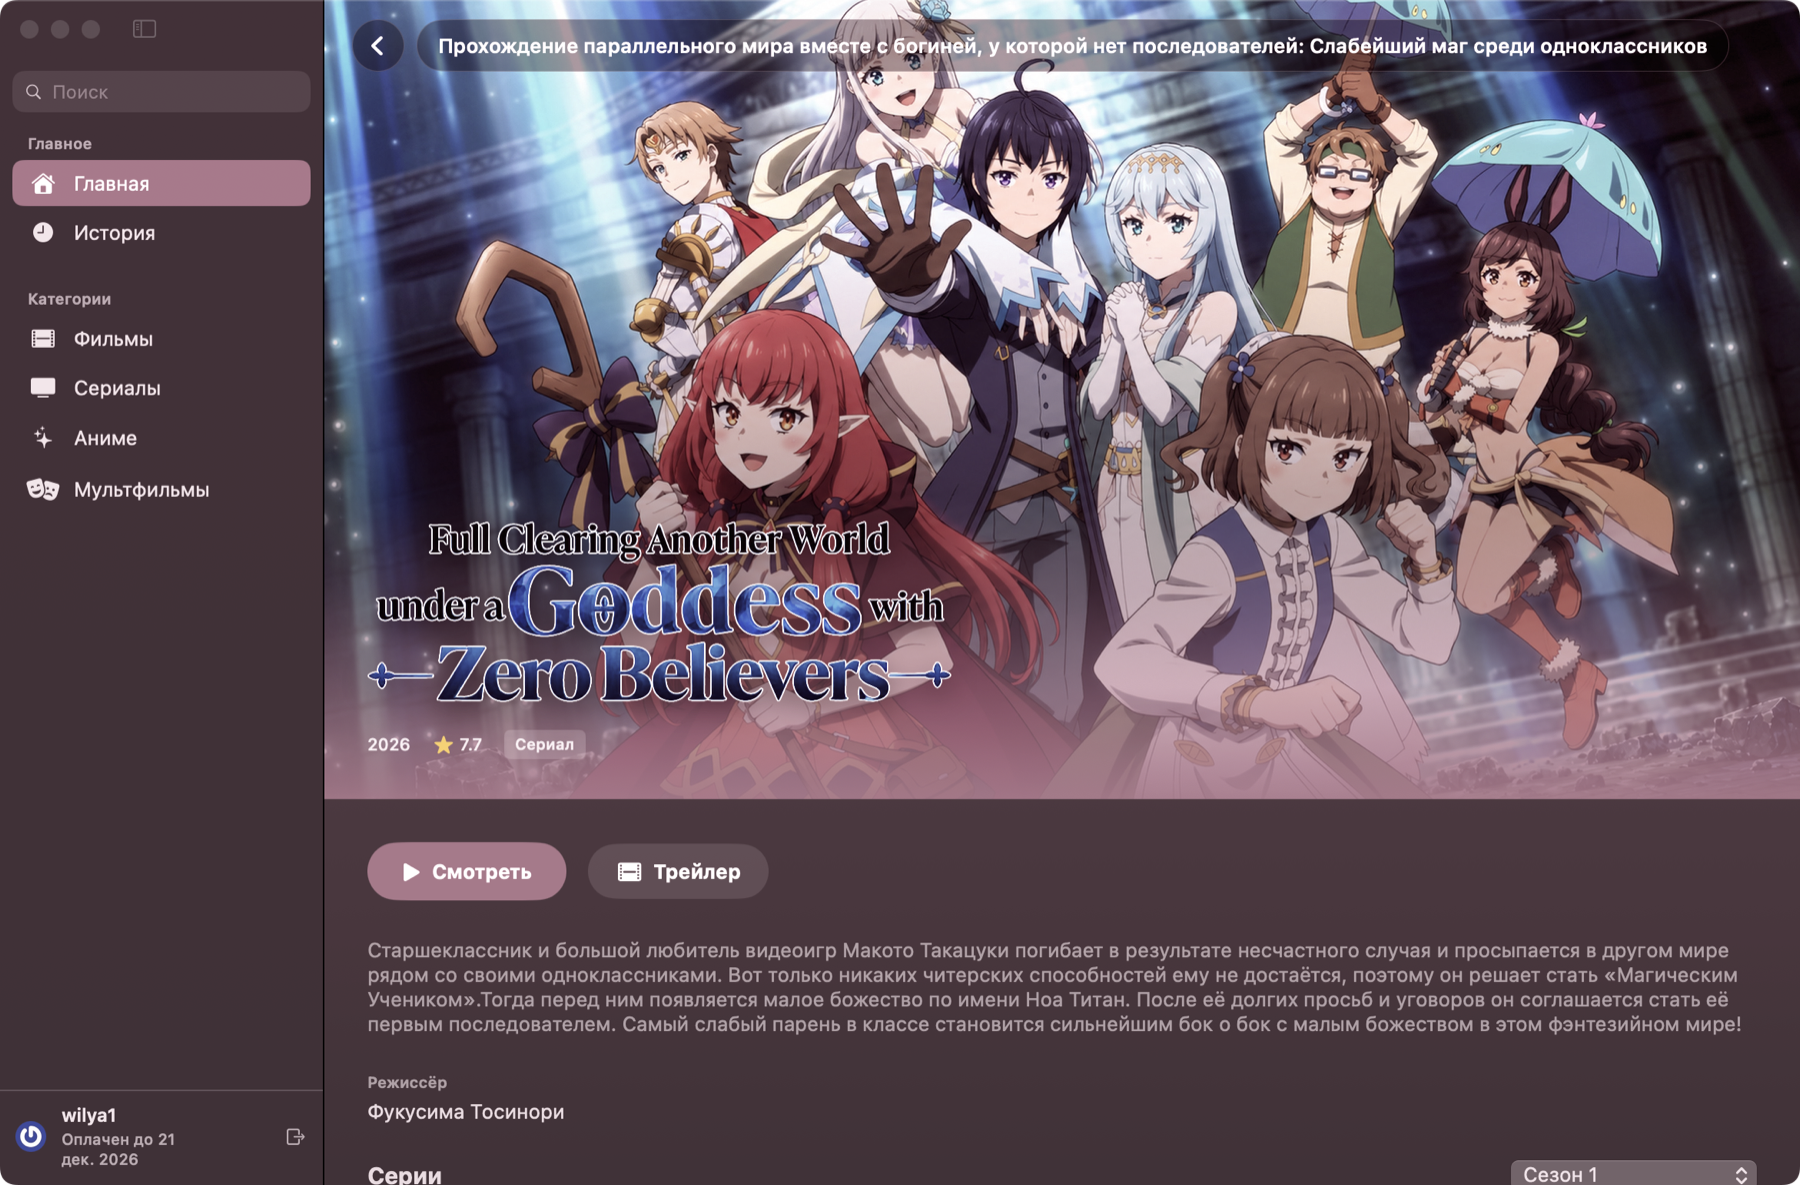 Поиск
Главное
Главная
История
Категории
Фильмы
Сериалы
Аниме
Мультфильмы
wilya1
Оплачен до 21
дек. 2026
Прохождение параллельного мира вместе с богиней, у которой нет последователей: Слабейший маг среди одноклассников
Full Clearing Another World
under a Goddess with
Zero Believers
2026 7.7 Сериал
Смотреть Трейлер
Старшеклассник и большой любитель видеоигр Макото Такацуки погибает в результате несчастного случая и просыпается в другом мире
рядом со своими одноклассниками. Вот только никаких читерских способностей ему не достаётся, поэтому он решает стать «Магическим
Учеником».Тогда перед ним появляется малое божество по имени Ноа Титан. После её долгих просьб и уговоров он соглашается стать её
первым последователем. Самый слабый парень в классе становится сильнейшим бок о бок с малым божеством в этом фэнтезийном мире!
Режиссёр
Фукусима Тосинори
Серии
Сезон 1